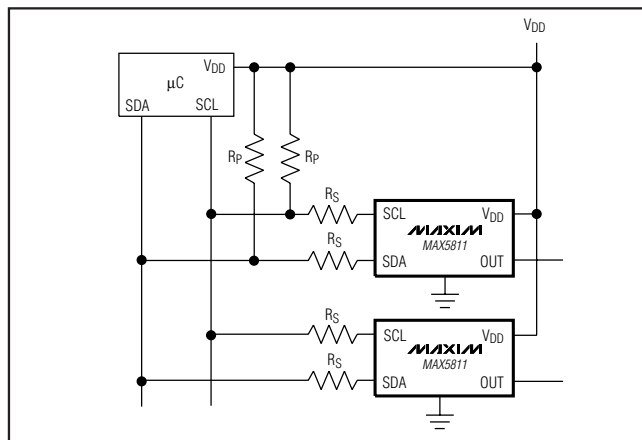 VDD
μC
VDD
SDA
SCL
RP
RP
RS
SCL
VDD
MAXIM
MAX5811
RS
SDA
OUT
RS
SCL
VDD
MAXIM
MAX5811
RS
SDA
OUT